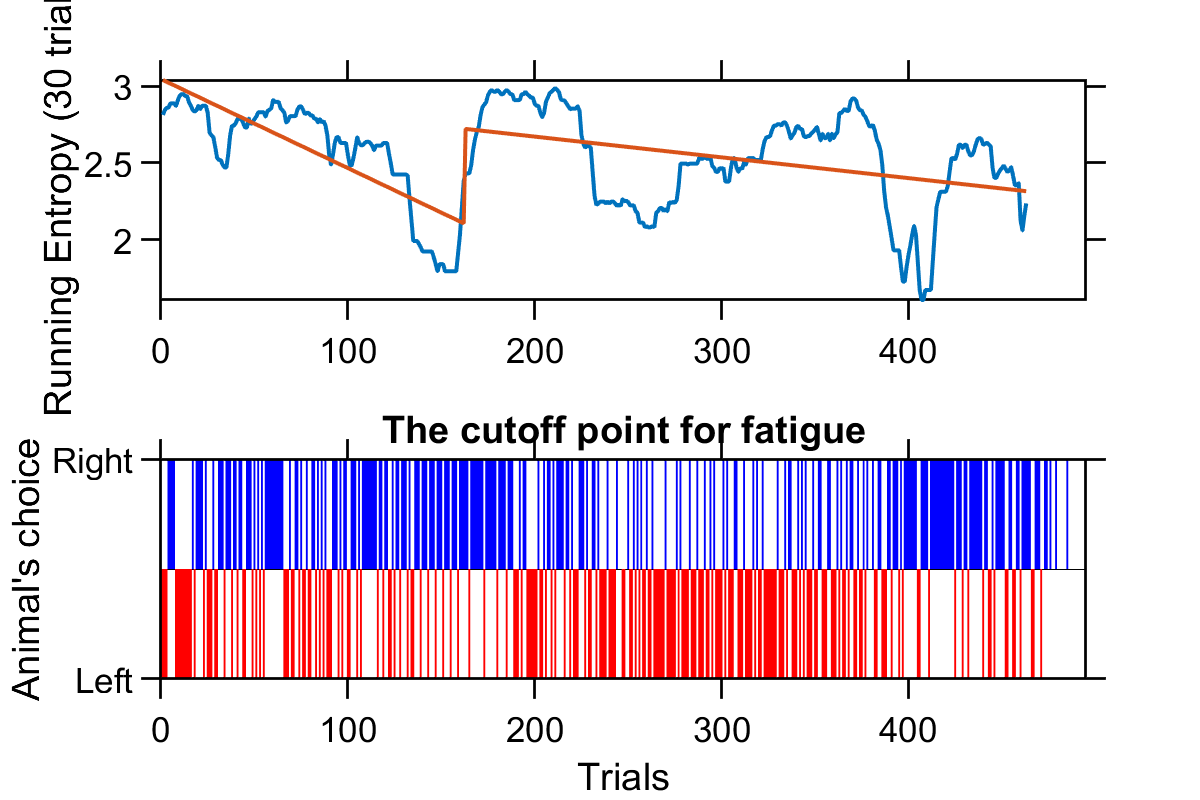 Running Entropy (30 trial
3
2.5
2
0 100 200 300 400
The cutoff point for fatigue
Animal's choice
Right
Left
0 100 200 300 400
Trials